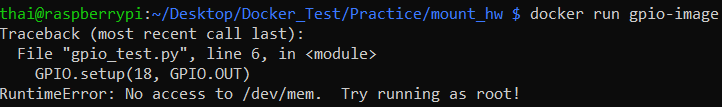 thai@raspberrypi:~/Desktop/Docker_Test/Practice/mount_hw $ docker run gpio-image
Traceback (most recent call last):
  File "gpio_test.py", line 6, in <module>
    GPIO.setup(18, GPIO.OUT)
RuntimeError: No access to /dev/mem.  Try running as root!